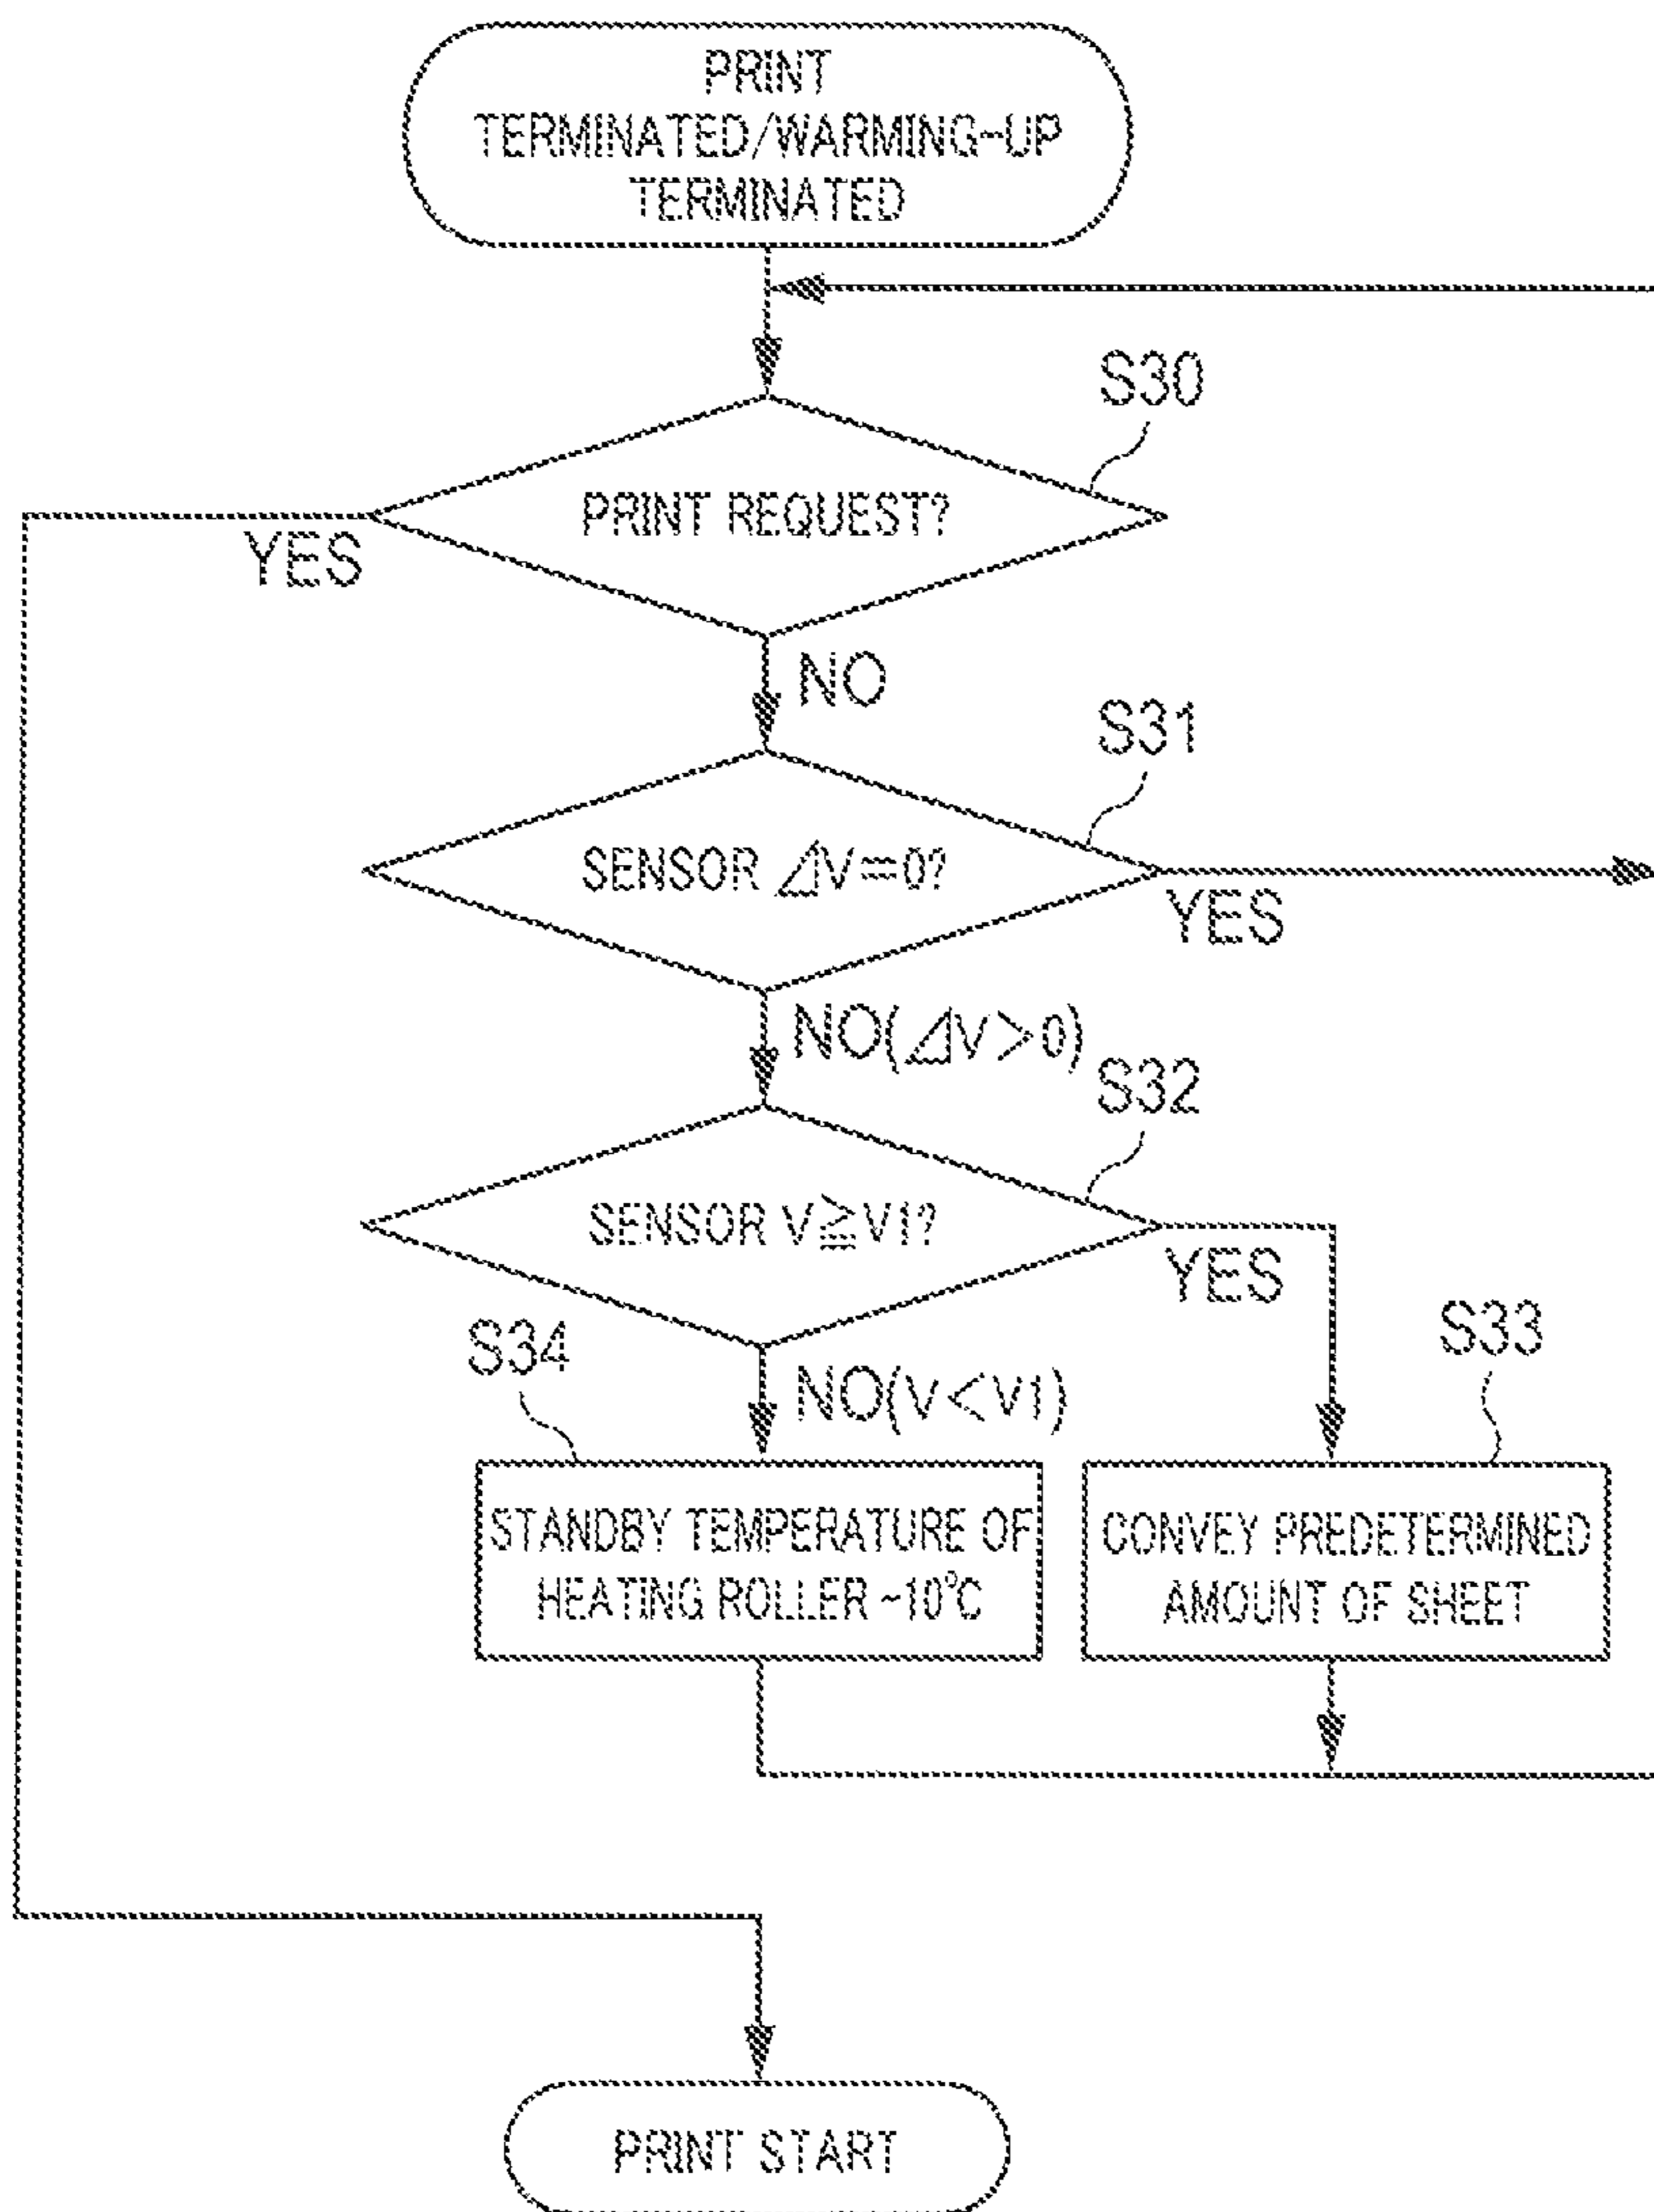 PRINT
TERMINATED/WARMING-UP
TERMINATED
S30
PRINT REQUEST?
YES
NO
S31
SENSOR ⊿V=0?
YES
NO(⊿V>0)
S32
SENSOR V≧V1?
YES
S34
NO(V<V1)
S33
STANDBY TEMPERATURE OF
HEATING ROLLER -10℃
CONVEY PREDETERMINED
AMOUNT OF SHEET
PRINT START